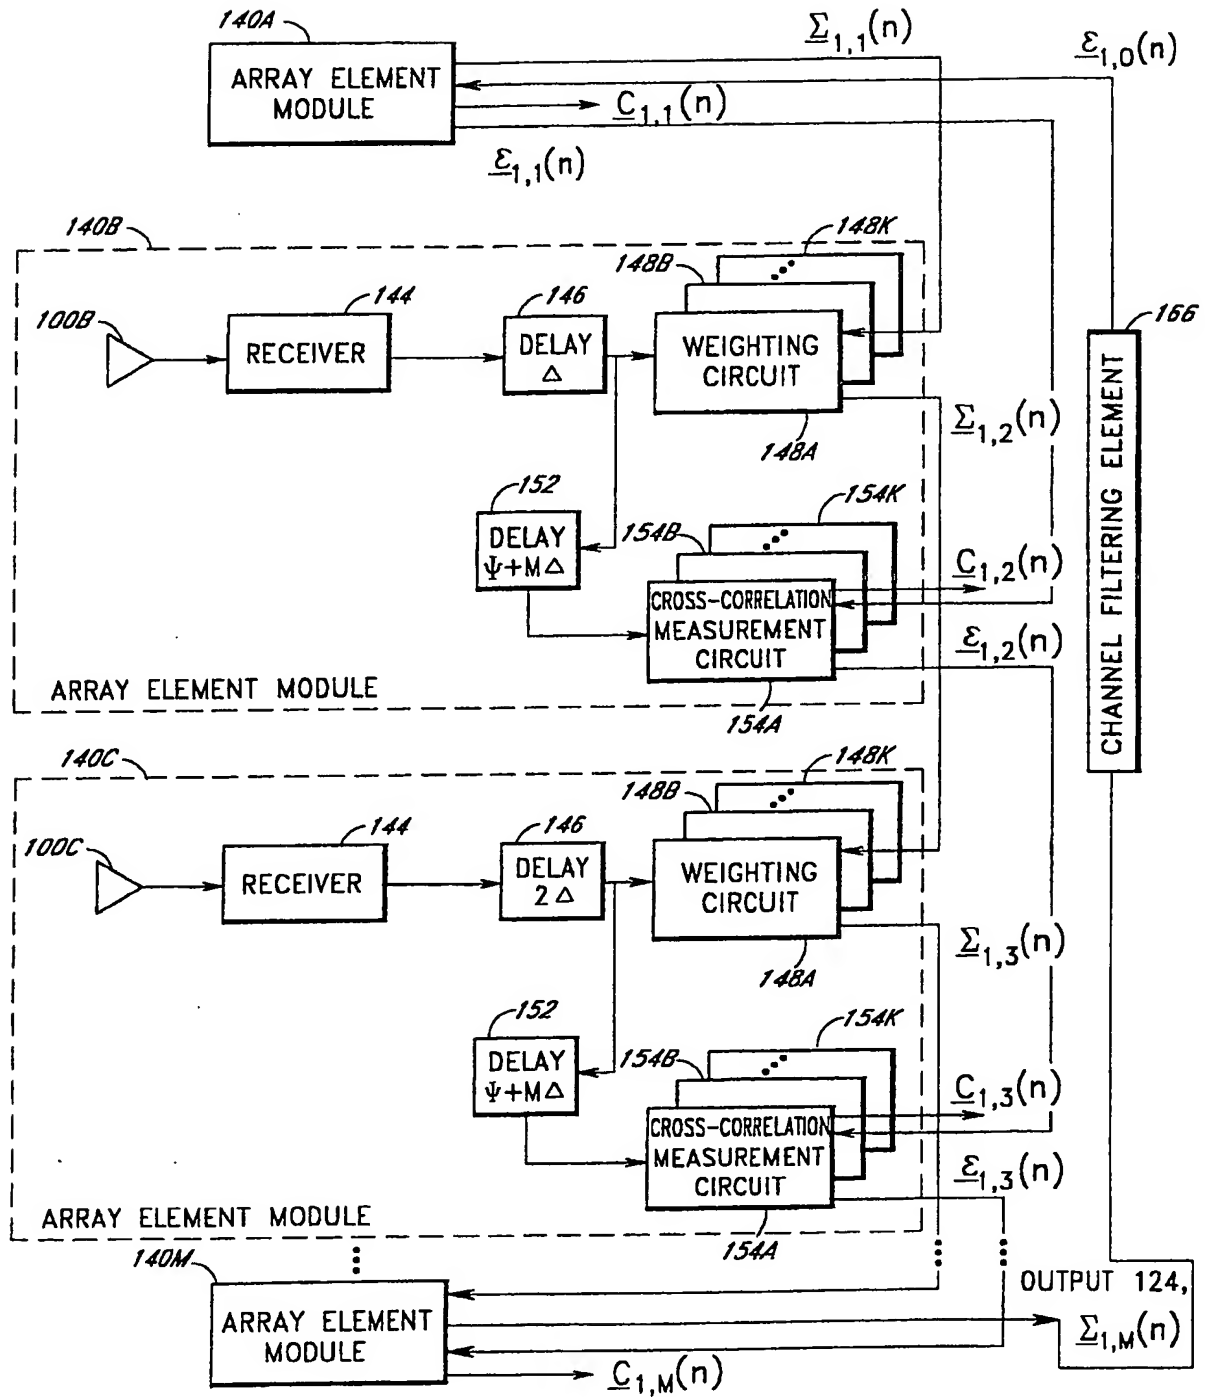 140A
Σ1,1(n)
ε1,0(n)
ARRAY ELEMENT
MODULE
C1,1(n)
ε1,1(n)
140B
148K
148B
100B
144
146
166
RECEIVER
DELAY
Δ
WEIGHTING
CIRCUIT
148A
Σ1,2(n)
CHANNEL FILTERING ELEMENT
152
154K
154B
DELAY
Ψ+MΔ
C1,2(n)
CROSS-CORRELATION
MEASUREMENT
CIRCUIT
ε1,2(n)
ARRAY ELEMENT MODULE
154A
140C
148K
148B
100C
144
146
RECEIVER
DELAY
2Δ
WEIGHTING
CIRCUIT
148A
Σ1,3(n)
152
154K
154B
DELAY
Ψ+MΔ
C1,3(n)
CROSS-CORRELATION
MEASUREMENT
CIRCUIT
ε1,3(n)
ARRAY ELEMENT MODULE
154A
140M
OUTPUT 124,
Σ1,M(n)
ARRAY ELEMENT
MODULE
C1,M(n)